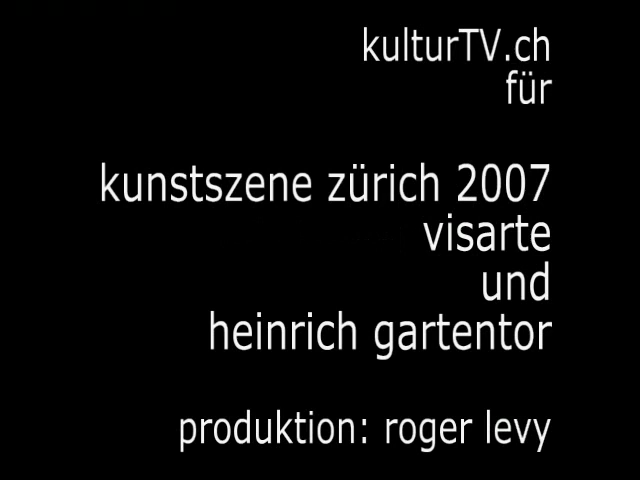 kulturTV.ch
für
kunstszene zürich 2007
visarte
und
heinrich gartentor
produktion: roger levy